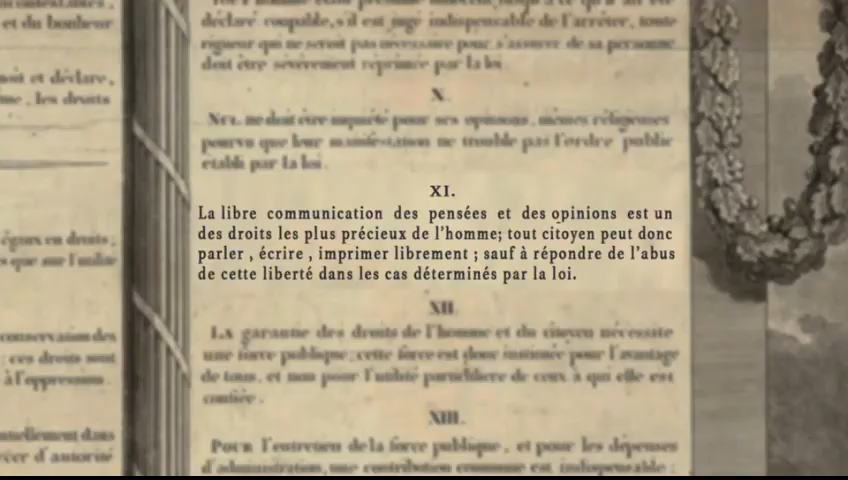 et du bonheur
déclaré coupable, s'il est jugé indispensable de l'arrêter, toute
rigueur qui ne seroit pas nécessaire pour s'assurer de sa personne
doit être sévèrement réprimée par la loi.
et déclare,
les droits
X.
NUL ne doit être inquiété pour ses opinions, mêmes religieuses
pourvu que leur manifestation ne trouble pas l'ordre public
établi par la loi.
XI.
La libre communication des pensées et des opinions est un
des droits les plus précieux de l'homme; tout citoyen peut donc
parler , écrire , imprimer librement ; sauf à répondre de l'abus
de cette liberté dans les cas déterminés par la loi.
égaux en droits;
que sur l'utilité
XII.
LA garantie des droits de l'homme et du citoyen nécessite
une force publique; cette force est donc instituée pour l'avantage
de tous, et non pour l'utilité particulière de ceux à qui elle est
confiée.
conservation des
ces droits sont
à l'oppression.
XIII.
POUR l'entretien de la force publique, et pour les dépenses
d'administration, une contribution commune est indispensable;
dans
d'autorité